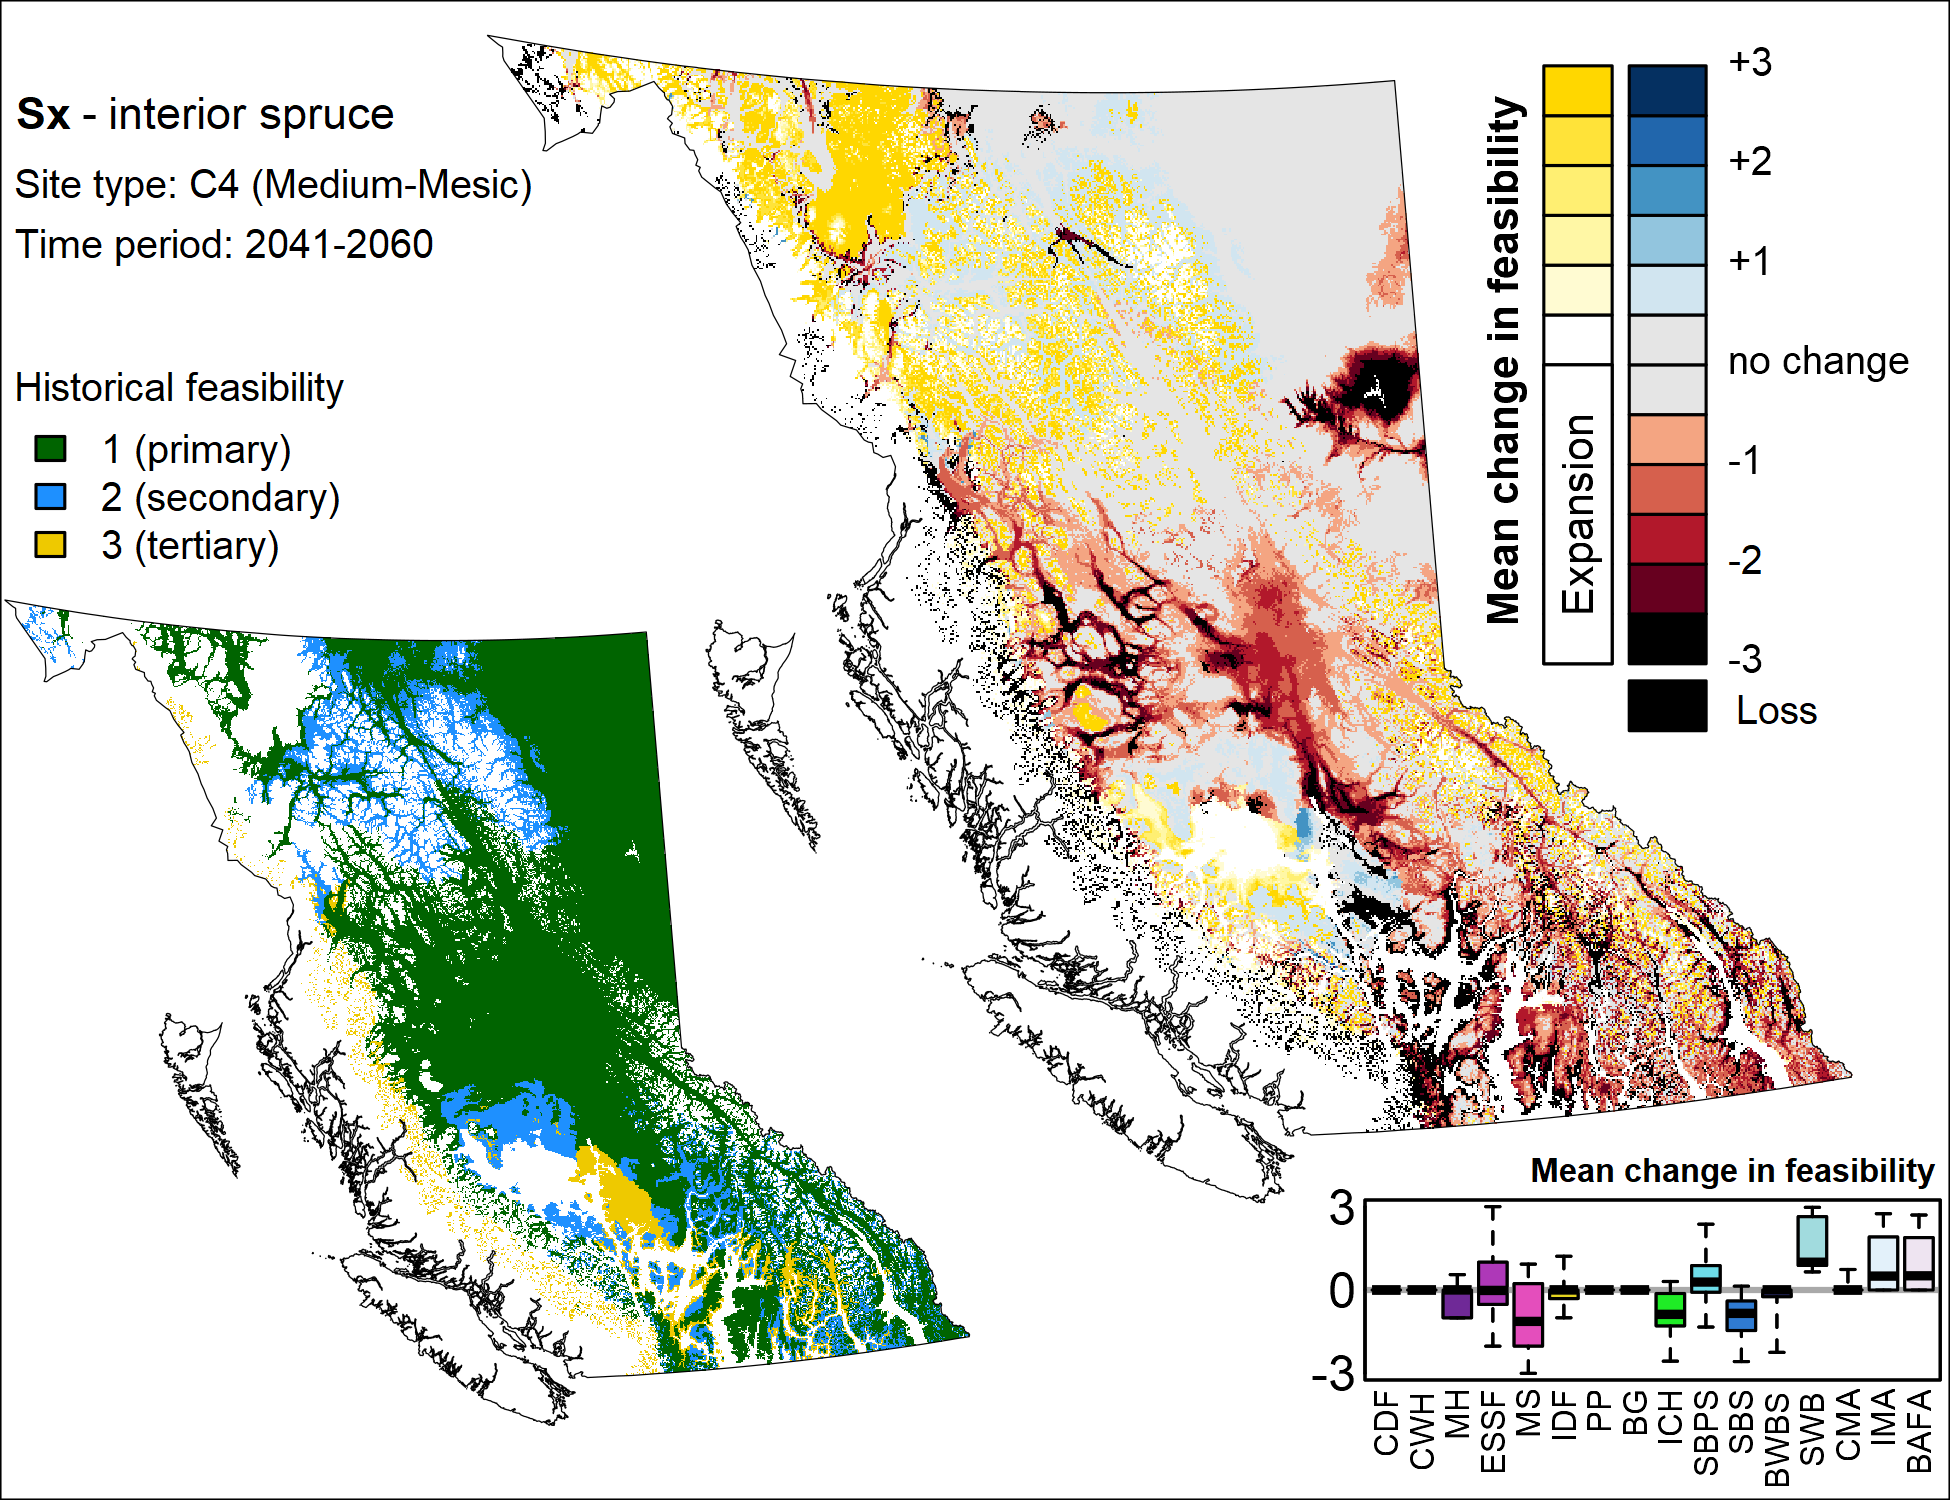 Sx - interior spruce
Site type: C4 (Medium-Mesic)
Time period: 2041-2060
Historical feasibility
1 (primary)
2 (secondary)
3 (tertiary)
Mean change in feasibility
Expansion
+3
+2
+1
no change
-1
-2
-3
Loss
Mean change in feasibility
3
0
-3
CDF
CWH
MH
ESSF
MS
IDF
PP
BG
ICH
SBPS
SBS
BWBS
SWB
CMA
IMA
BAFA